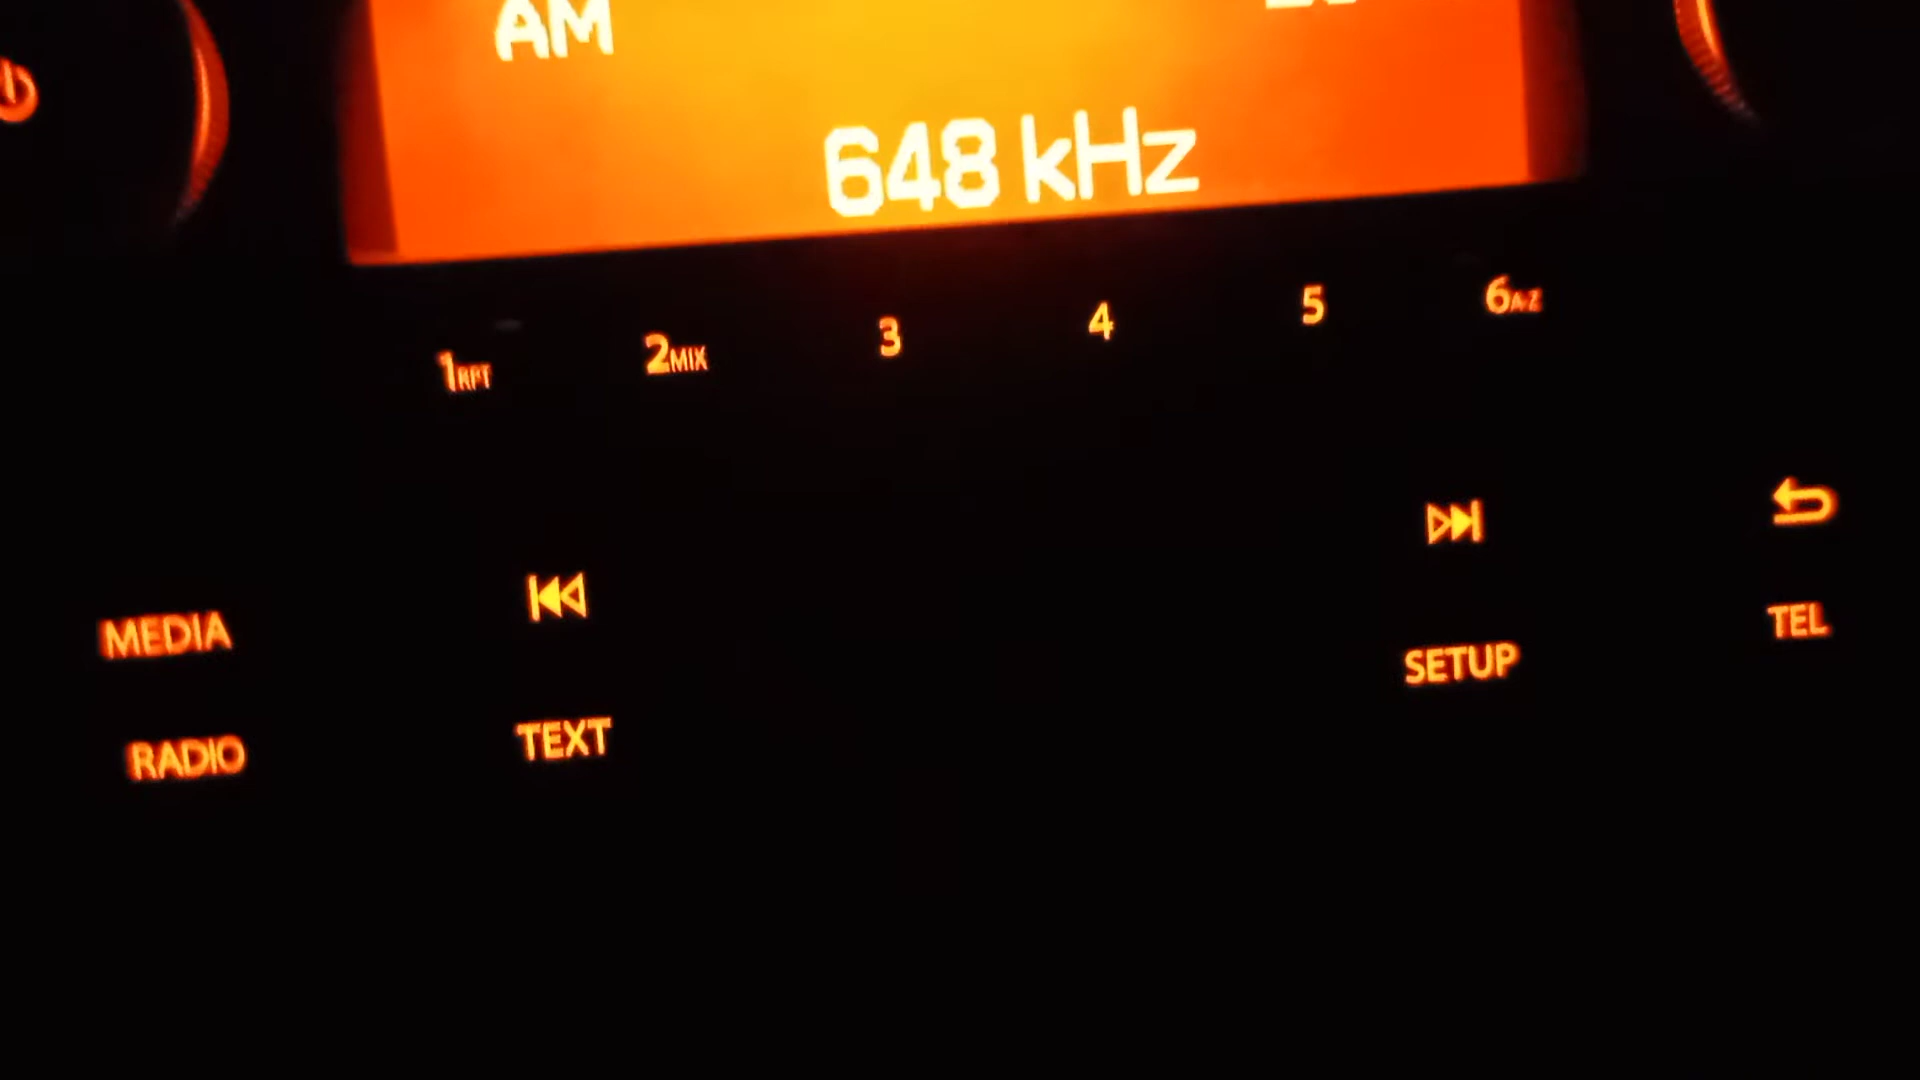 AM
648 kHz
1RPT 2MIX 3 4 5 6A-Z
MEDIA
TEL
SETUP
RADIO TEXT